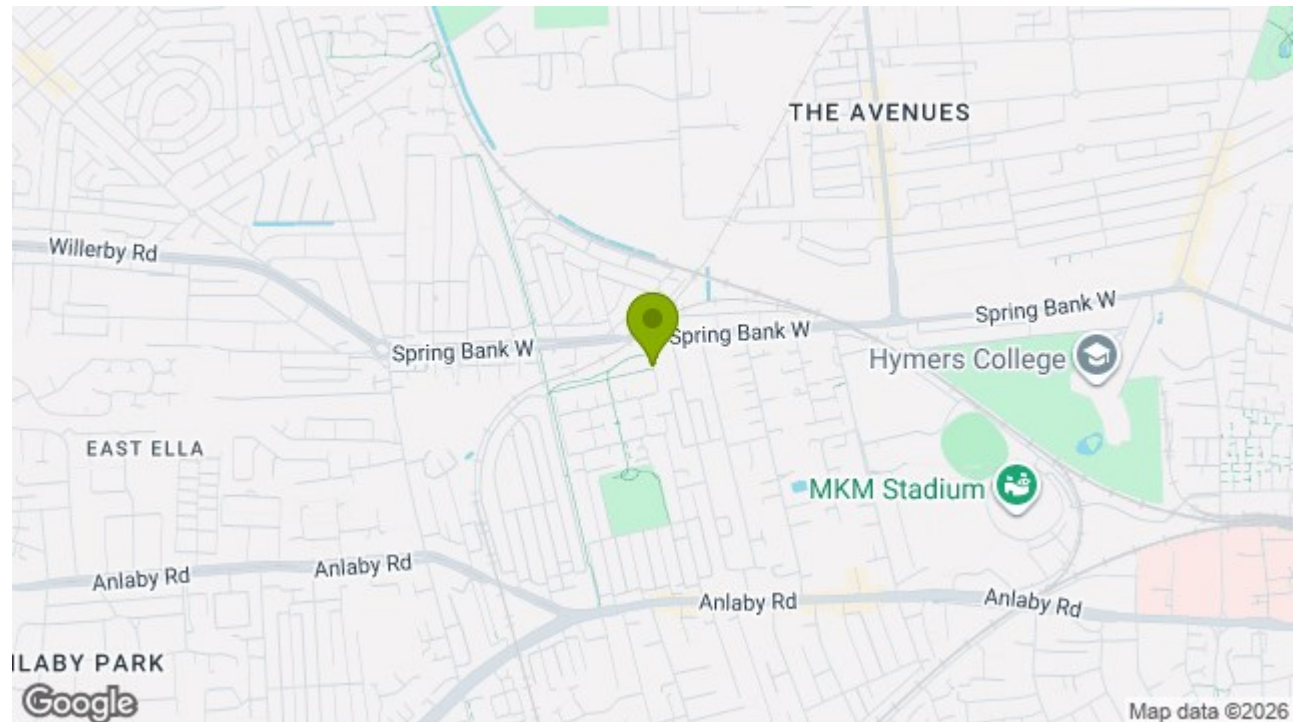 THE AVENUES
Willerby Rd
Spring Bank W
Spring Bank W
Spring Bank W
Hymers College
EAST ELLA
MKM Stadium
Anlaby Rd
Anlaby Rd
Anlaby Rd
Anlaby Rd
NLABY PARK
Google
Map data ©2026